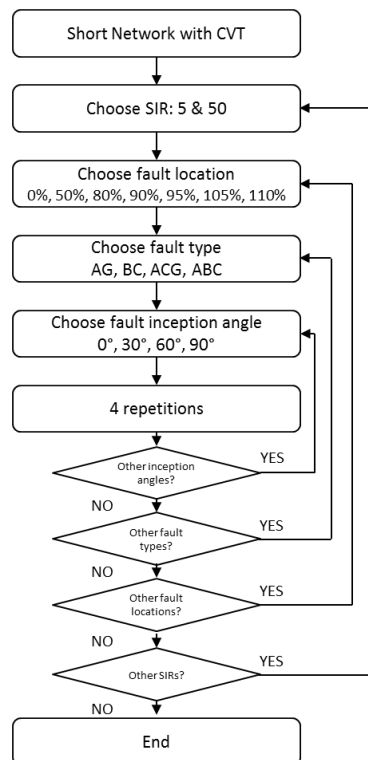 Short Network with CVT
Choose SIR: 5 & 50
Choose fault location
0%, 50%, 80%, 90%, 95%, 105%, 110%
Choose fault type
AG, BC, ACG, ABC
Choose fault inception angle
0°, 30°, 60°, 90°
4 repetitions
Other inception
angles?
YES
NO
Other fault
types?
YES
NO
Other fault
locations?
YES
NO
Other SIRs?
YES
NO
End